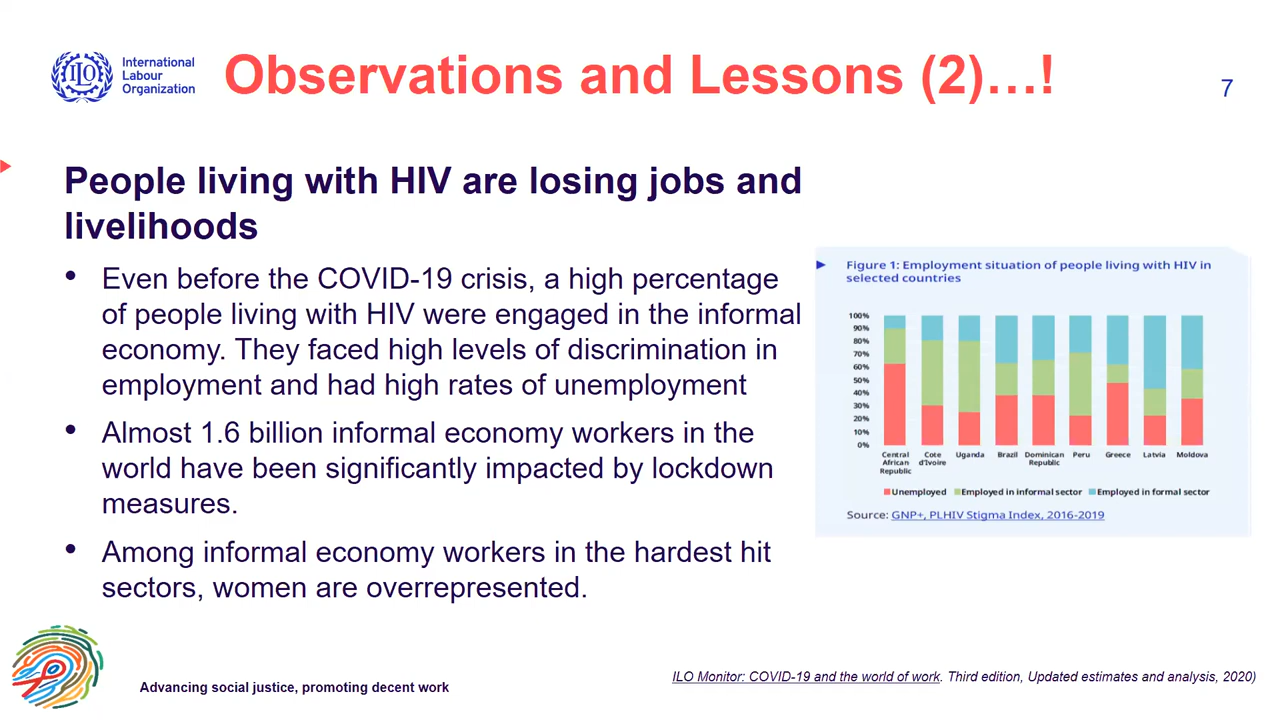 International
Labour
Organization
Observations and Lessons (2)…!
7
People living with HIV are losing jobs and
livelihoods
• Even before the COVID-19 crisis, a high percentage
of people living with HIV were engaged in the informal
economy. They faced high levels of discrimination in
employment and had high rates of unemployment
• Almost 1.6 billion informal economy workers in the
world have been significantly impacted by lockdown
measures.
• Among informal economy workers in the hardest hit
sectors, women are overrepresented.
Figure 1: Employment situation of people living with HIV in
selected countries
100%
90%
80%
70%
60%
50%
40%
30%
20%
10%
0%
Central African Republic
Cote d'Ivoire
Uganda
Brazil
Dominican Republic
Peru
Greece
Latvia
Moldova
Unemployed Employed in informal sector Employed in formal sector
Source: GNP+, PLHIV Stigma Index, 2016-2019
ILO Monitor: COVID-19 and the world of work. Third edition, Updated estimates and analysis, 2020)
Advancing social justice, promoting decent work